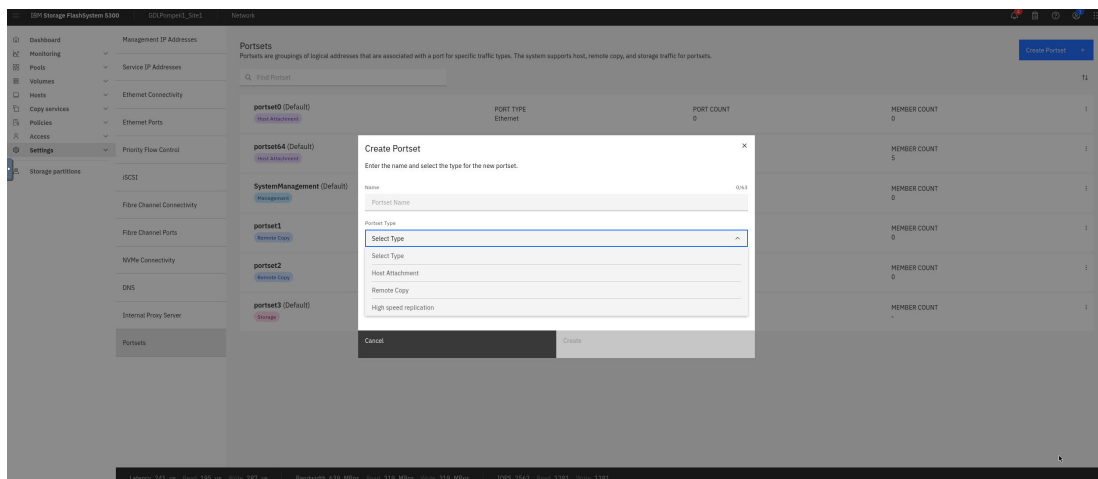 IBM Storage FlashSystem 5300 GDLPompeii1_Site1 Network
Dashboard
Monitoring
Pools
Volumes
Hosts
Copy services
Policies
Access
Settings
Storage partitions
Management IP Addresses
Service IP Addresses
Ethernet Connectivity
Ethernet Ports
Priority Flow Control
iSCSI
Fibre Channel Connectivity
Fibre Channel Ports
NVMe Connectivity
DNS
Internal Proxy Server
Portsets
Portsets
Portsets are groupings of logical addresses that are associated with a port for specific traffic types. The system supports host, remote copy, and storage traffic for portsets.
Create Portset +
Find Portset
portset0 (Default) PORT TYPE PORT COUNT MEMBER COUNT
Host Attachment Ethernet 0 0
portset64 (Default) MEMBER COUNT
Host Attachment 5
SystemManagement (Default) MEMBER COUNT
Management 0
portset1 MEMBER COUNT
Remote Copy 0
portset2 MEMBER COUNT
Remote Copy 0
portset3 (Default) MEMBER COUNT
Storage -
Create Portset
Enter the name and select the type for the new portset.
Name 0/63
Portset Name
Portset Type
Select Type
Select Type
Host Attachment
Remote Copy
High speed replication
Cancel Create